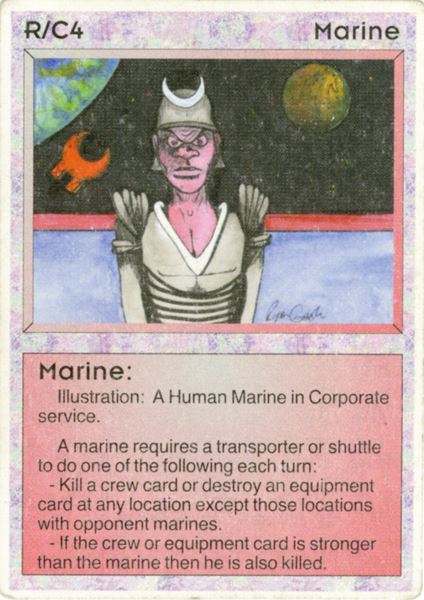 R/C4 Marine
Marine:
Illustration: A Human Marine in Corporate
service.
A marine requires a transporter or shuttle
to do one of the following each turn:
- Kill a crew card or destroy an equipment
card at any location except those locations
with opponent marines.
- If the crew or equipment card is stronger
than the marine then he is also killed.